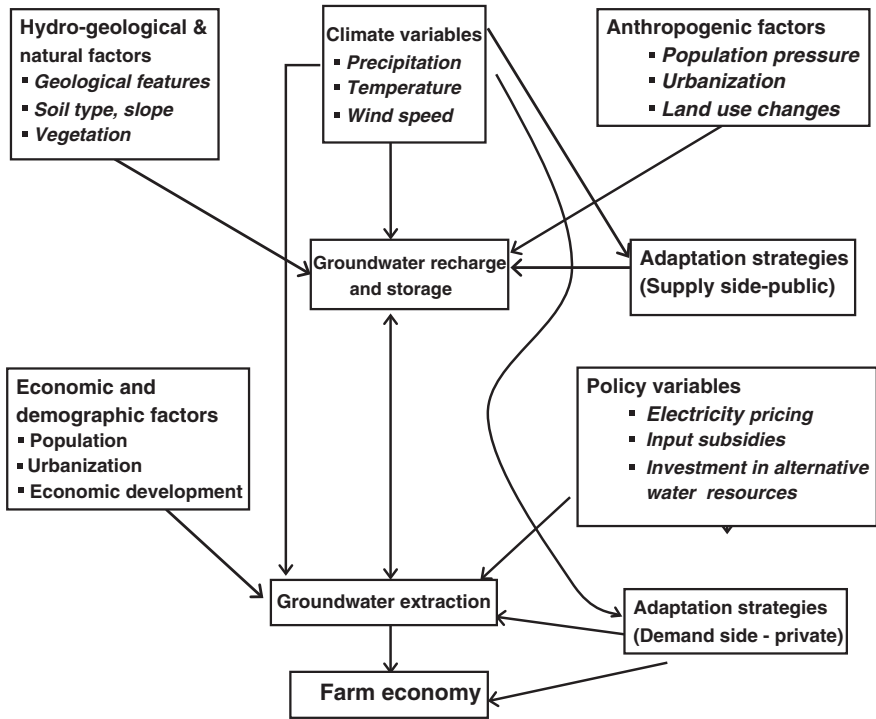 Hydro-geological &
natural factors
▪ Geological features
▪ Soil type, slope
▪ Vegetation
Climate variables
▪ Precipitation
▪ Temperature
▪ Wind speed
Anthropogenic factors
▪ Population pressure
▪ Urbanization
▪ Land use changes
Groundwater recharge
and storage
Adaptation strategies
(Supply side-public)
Economic and
demographic factors
▪ Population
▪ Urbanization
▪ Economic development
Policy variables
▪ Electricity pricing
▪ Input subsidies
▪ Investment in alternative
water resources
Groundwater extraction
Adaptation strategies
(Demand side - private)
Farm economy